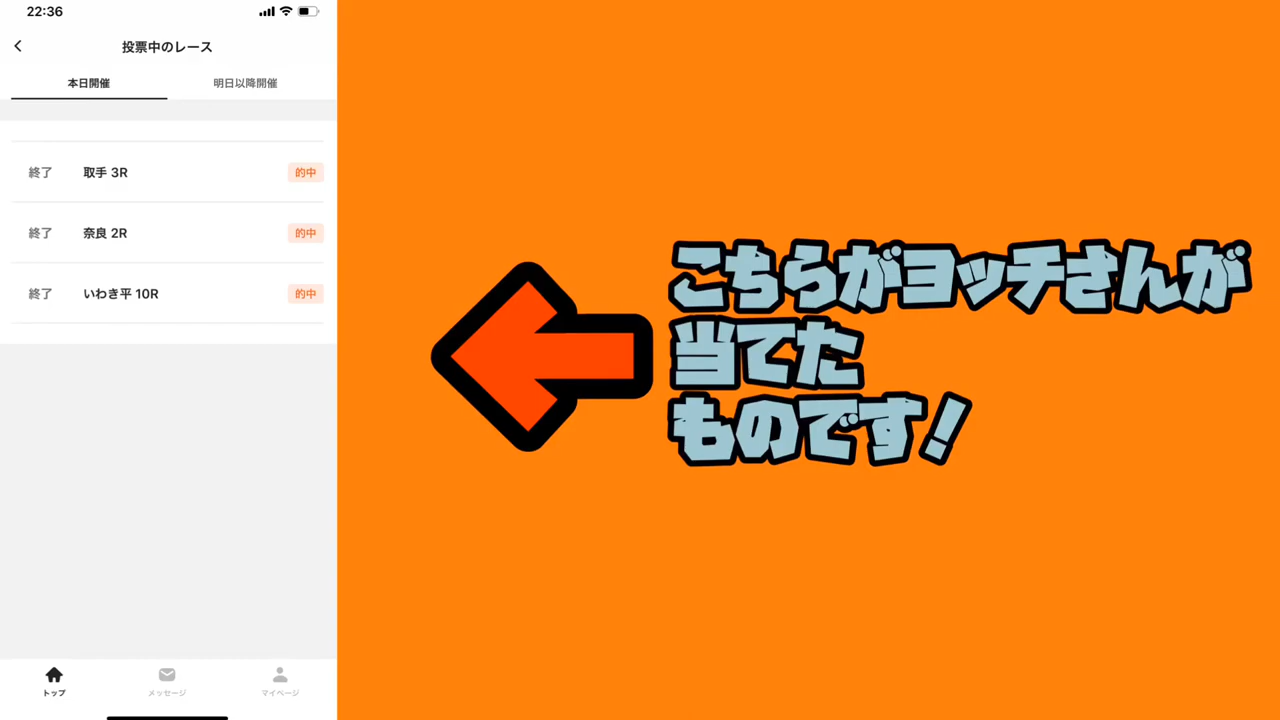 22:36
投票中のレース
本日開催
明日以降開催
終了 取手 3R 的中
終了 奈良 2R 的中
終了 いわき平 10R 的中
トップ
メッセージ
マイページ
こちらがヨッチさんが
当てた
ものです!